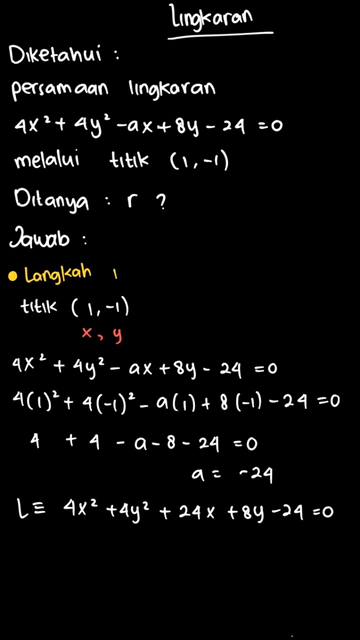 Lingkaran
Diketahui :
persamaan lingkaran
4x² + 4y² - ax + 8y - 24 = 0
melalui titik (1, -1)
Ditanya : r ?
Jawab :
• Langkah 1
titik (1, -1)
x, y
4x² + 4y² - ax + 8y - 24 = 0
4(1)² + 4(-1)² - a(1) + 8(-1) - 24 = 0
4 + 4 - a - 8 - 24 = 0
a = -24
L ≡ 4x² + 4y² + 24x + 8y - 24 = 0